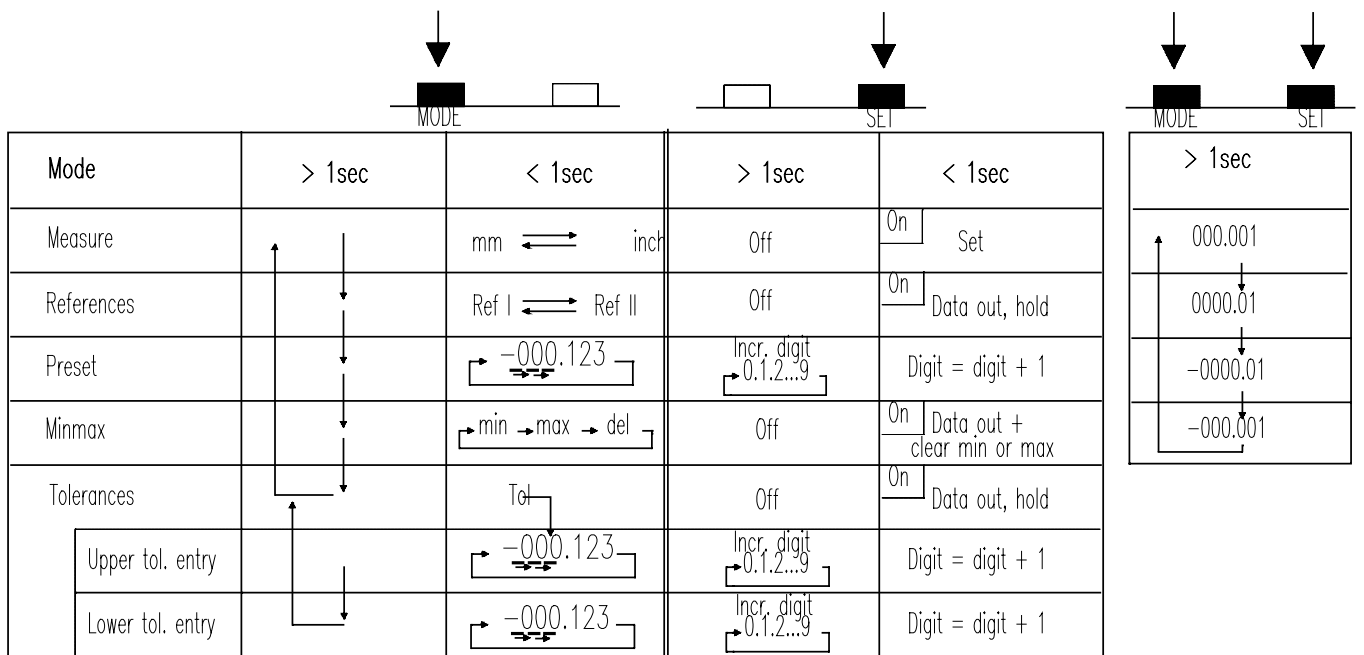 MODE SET MODE SET
Mode > 1sec < 1sec > 1sec < 1sec > 1sec
Measure mm inch Off On Set 000.001
References Ref I Ref II Off On Data out, hold 0000.01
Preset -000.123 Incr. digit 0.1.2...9 Digit = digit + 1 -0000.01
Minmax min max del Off On Data out + clear min or max -000.001
Tolerances Tol Off On Data out, hold
Upper tol. entry -000.123 Incr. digit 0.1.2...9 Digit = digit + 1
Lower tol. entry -000.123 Incr. digit 0.1.2...9 Digit = digit + 1